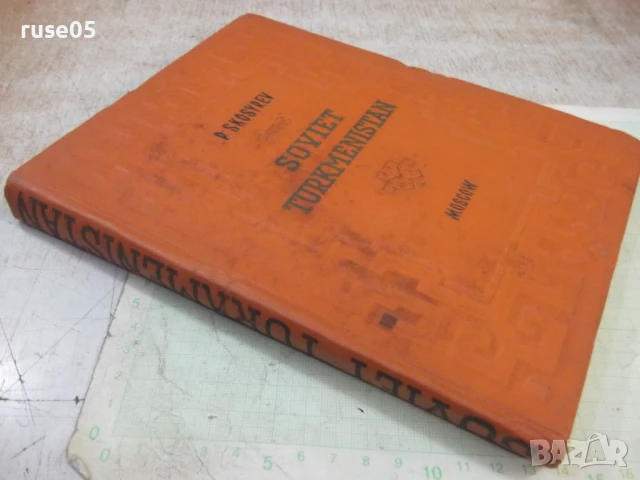 ruse05
P. SKOSYREV
SOVIET
TURKMENISTAN
MOSCOW
SOVIET TURKMENISTAN
BAZAR